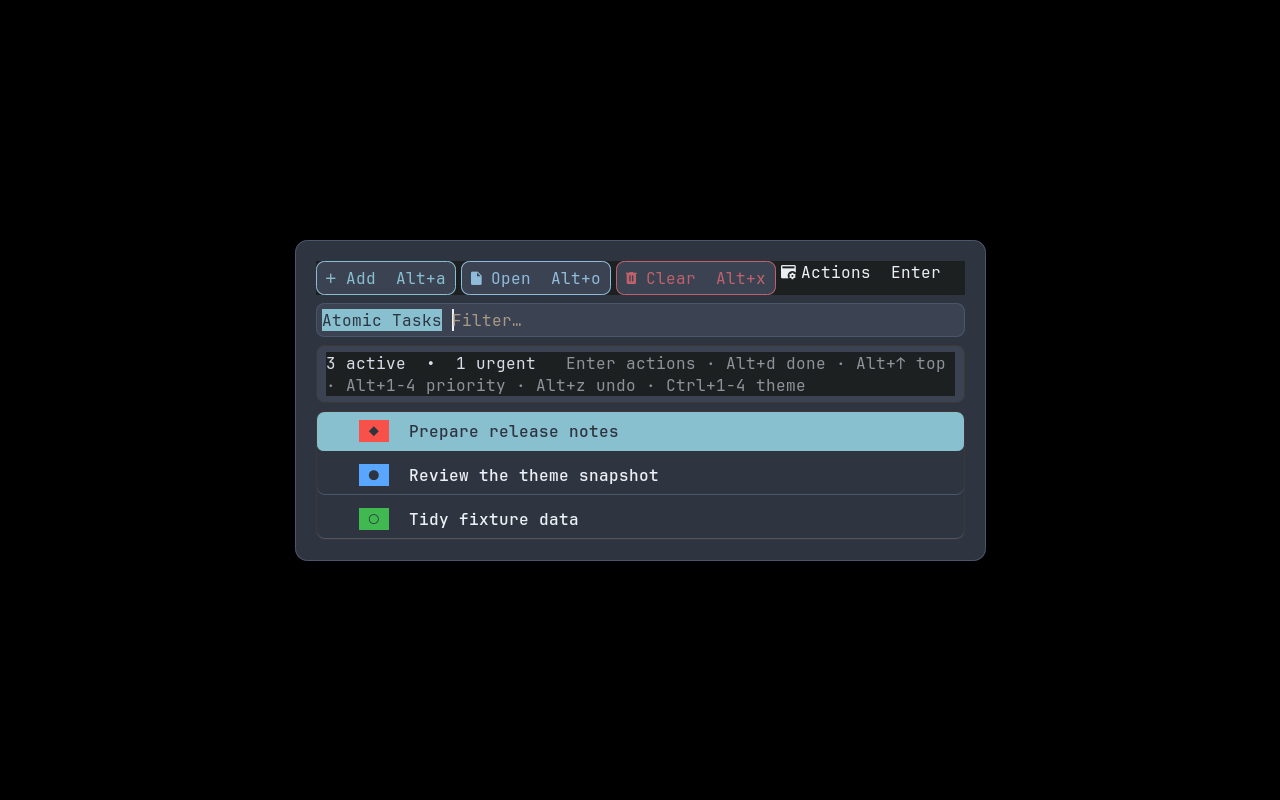 + Add  Alt+a  Open  Alt+o  Clear  Alt+x  Actions  Enter
Atomic Tasks Filter…
3 active  •  1 urgent   Enter actions · Alt+d done · Alt+↑ top
· Alt+1-4 priority · Alt+z undo · Ctrl+1-4 theme
Prepare release notes
Review the theme snapshot
Tidy fixture data